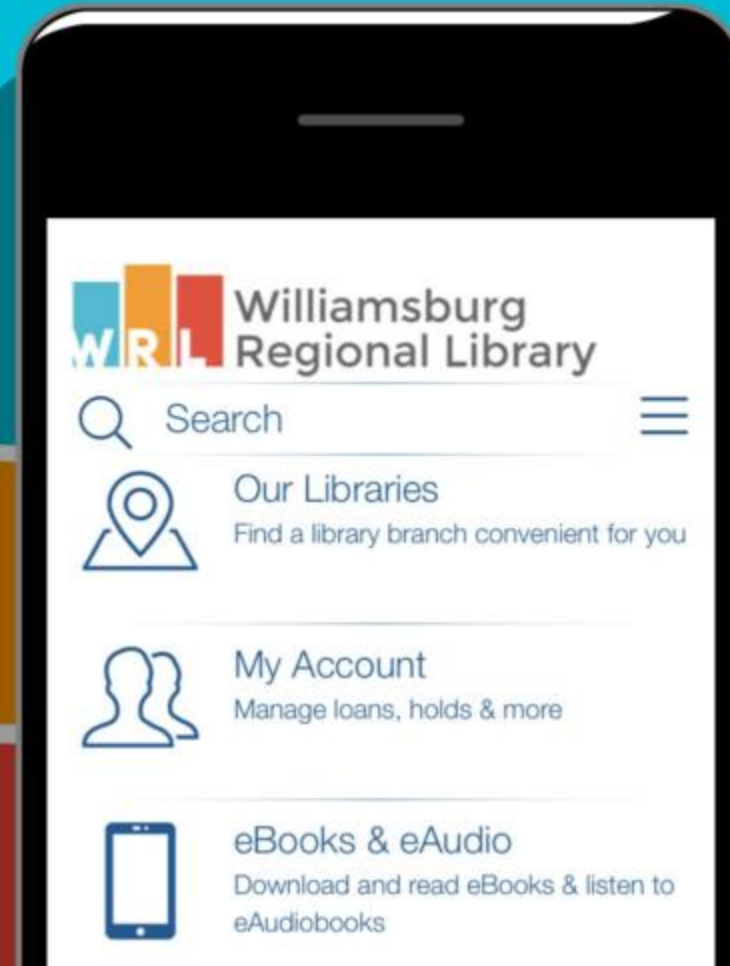 WRL
Williamsburg
Regional Library
Search
Our Libraries
Find a library branch convenient for you
My Account
Manage loans, holds & more
eBooks & eAudio
Download and read eBooks & listen to
eAudiobooks